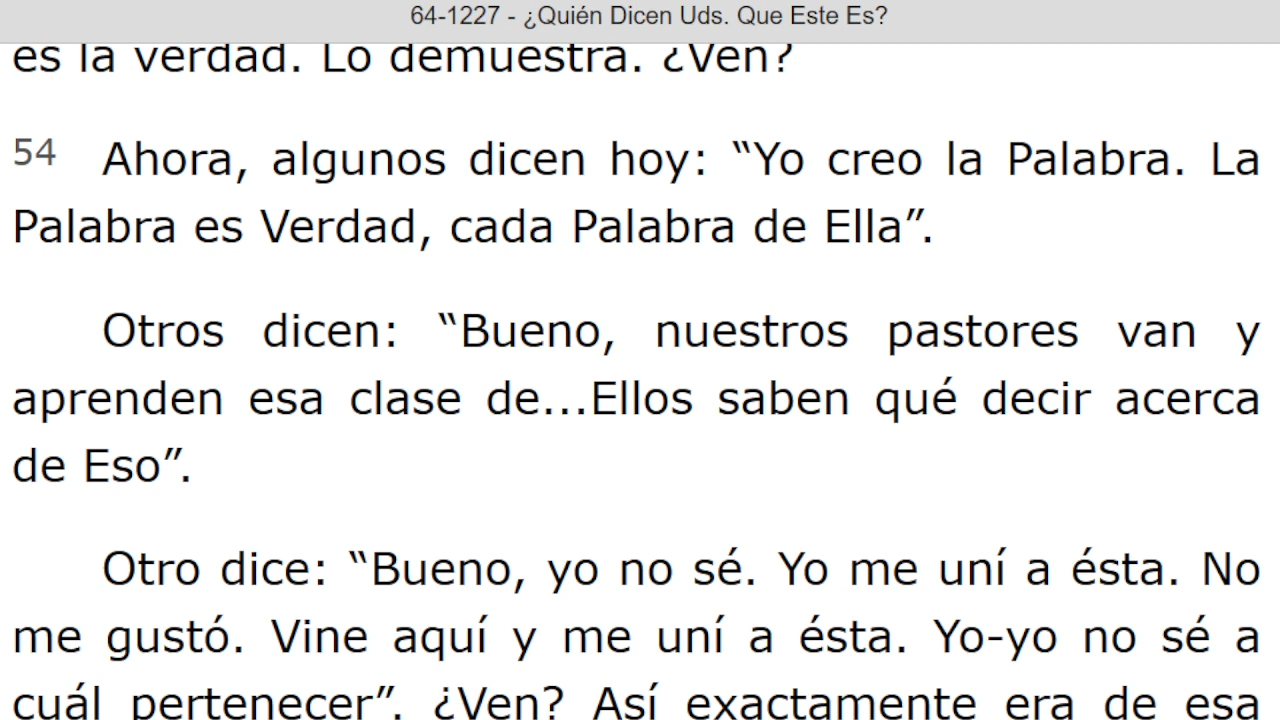 64-1227 - ¿Quién Dicen Uds. Que Este Es?
es la verdad. Lo demuestra. ¿Ven?
54 Ahora, algunos dicen hoy: “Yo creo la Palabra. La
Palabra es Verdad, cada Palabra de Ella”.
Otros dicen: “Bueno, nuestros pastores van y
aprenden esa clase de...Ellos saben qué decir acerca
de Eso”.
Otro dice: “Bueno, yo no sé. Yo me uní a ésta. No
me gustó. Vine aquí y me uní a ésta. Yo-yo no sé a
cuál pertenecer”. ¿Ven? Así exactamente era de esa